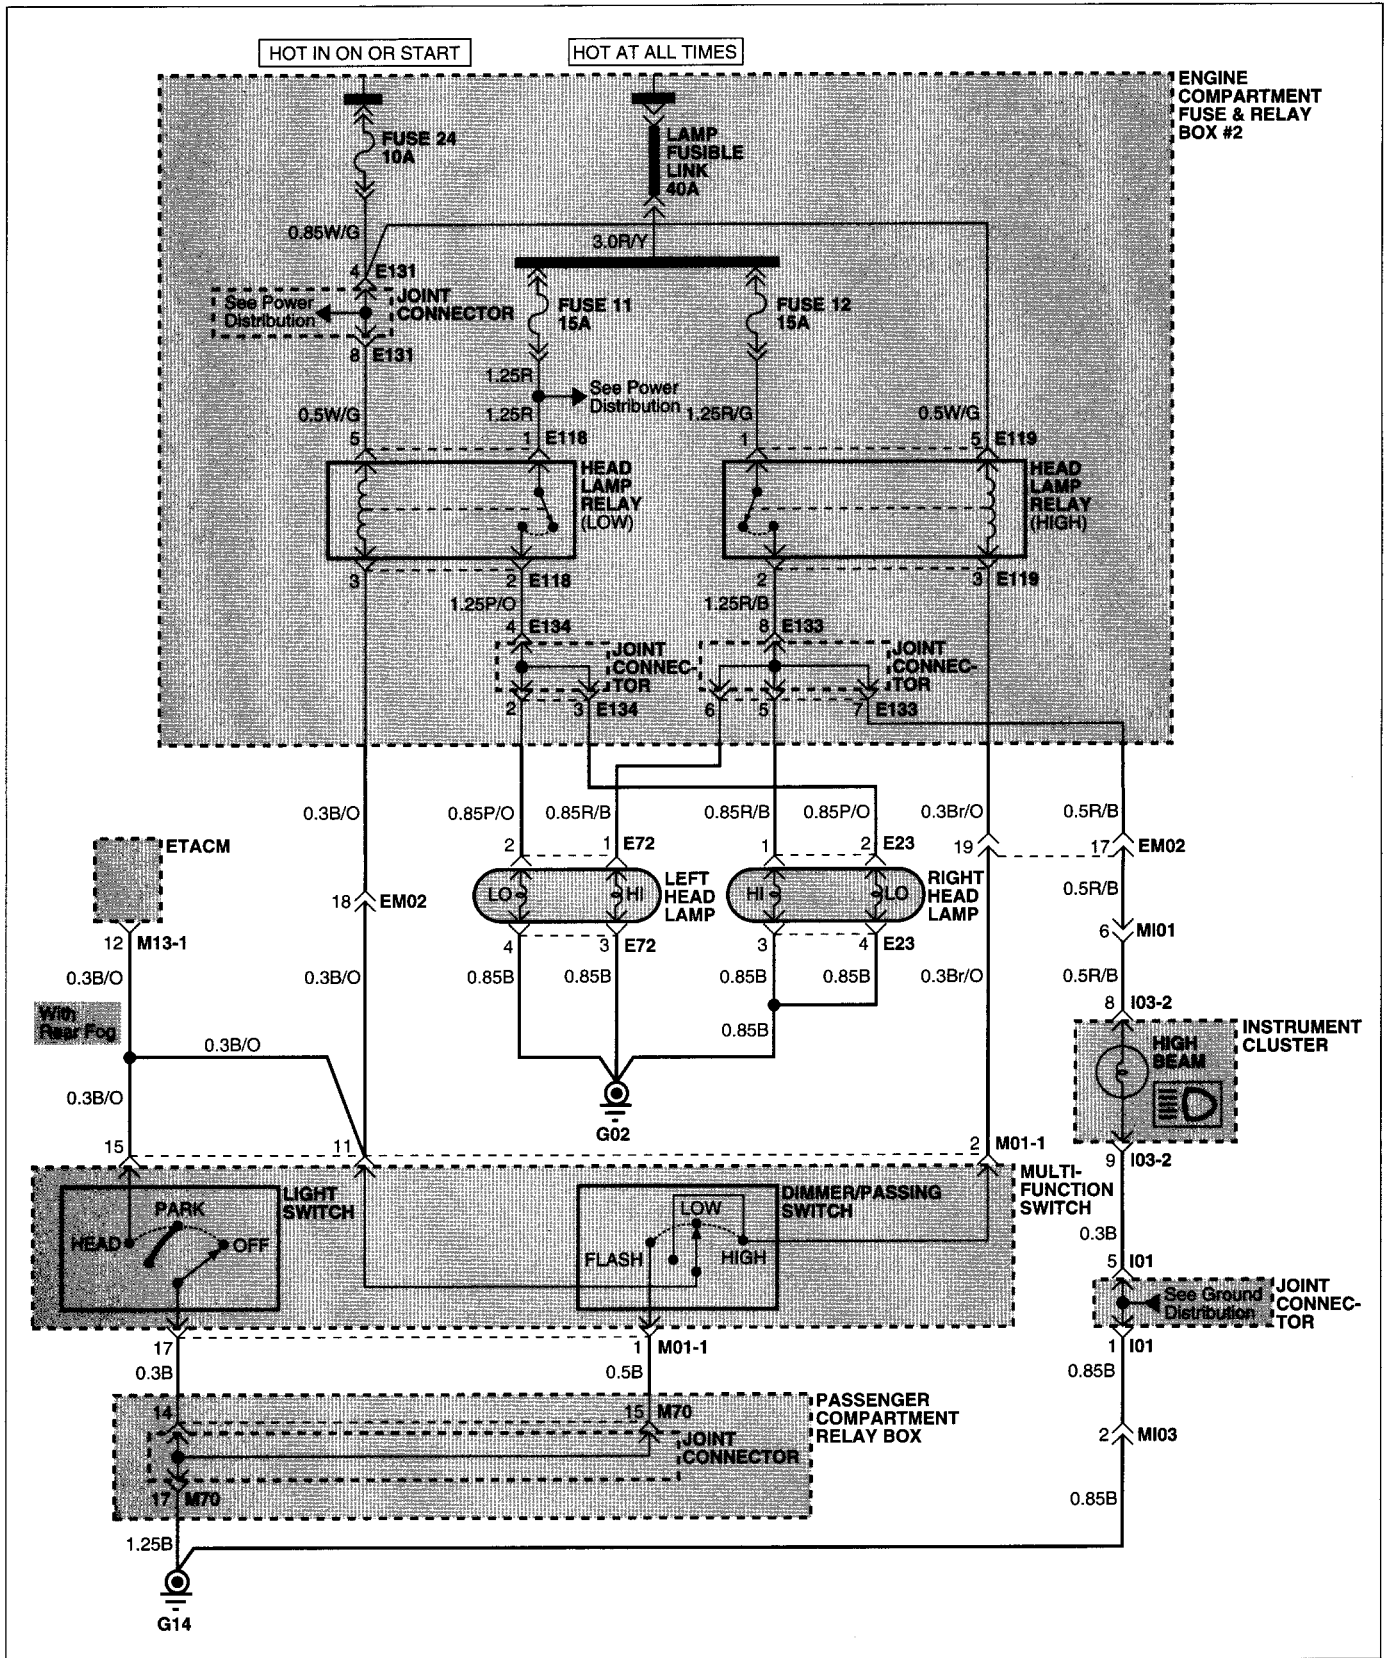 HOT IN ON OR START
HOT AT ALL TIMES
ENGINE
COMPARTMENT
FUSE & RELAY
BOX #2
FUSE 24
10A
LAMP
FUSIBLE
LINK
40A
0.85W/G
3.0R/Y
4 E131
JOINT
CONNECTOR
See Power
Distribution
8 E131
FUSE 11
15A
FUSE 12
15A
1.25R
See Power
Distribution
0.5W/G
1.25R
1.25R/G
0.5W/G
5
1 E118
1
5 E119
HEAD
LAMP
RELAY
(LOW)
HEAD
LAMP
RELAY
(HIGH)
3
2 E118
2
3 E119
1.25P/O
1.25R/B
4 E134
8 E133
JOINT
CONNEC-
TOR
JOINT
CONNEC-
TOR
2
3 E134
6
5
7 E133
0.3B/O
0.85P/O
0.85R/B
0.85R/B
0.85P/O
0.3Br/O
0.5R/B
ETACM
2
1 E72
1
2 E23
19
17 EM02
LO
HI
LEFT
HEAD
LAMP
HI
LO
RIGHT
HEAD
LAMP
0.5R/B
18 EM02
6 MI01
12 M13-1
4
3 E72
3
4 E23
0.3B/O
0.3B/O
0.85B
0.85B
0.85B
0.85B
0.3Br/O
0.5R/B
With
Rear Fog
8 I03-2
0.85B
0.3B/O
HIGH
BEAM
INSTRUMENT
CLUSTER
0.3B/O
G02
15
11
2 M01-1
9 I03-2
LIGHT
SWITCH
PARK
HEAD
OFF
DIMMER/PASSING
SWITCH
LOW
FLASH
HIGH
MULTI-
FUNCTION
SWITCH
0.3B
5 I01
See Ground
Distribution
JOINT
CONNEC-
TOR
17
1 M01-1
1 I01
0.3B
0.5B
0.85B
14
15 M70
PASSENGER
COMPARTMENT
RELAY BOX
JOINT
CONNECTOR
2 MI03
17 M70
0.85B
1.25B
G14